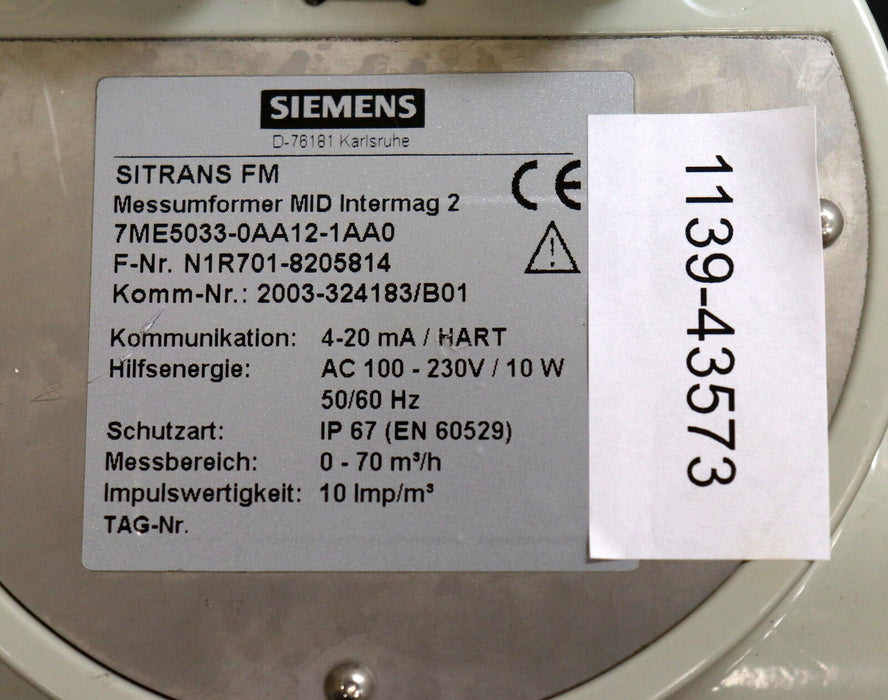 SIEMENS
D-76181 Karlsruhe
SITRANS FM
Messumformer MID Intermag 2
7ME5033-0AA12-1AA0
F-Nr. N1R701-8205814
Komm-Nr.: 2003-324183/B01
Kommunikation: 4-20 mA / HART
Hilfsenergie: AC 100 - 230V / 10 W
50/60 Hz
Schutzart: IP 67 (EN 60529)
Messbereich: 0 - 70 m³/h
Impulswertigkeit: 10 Imp/m³
TAG-Nr.
CE
1139-43573